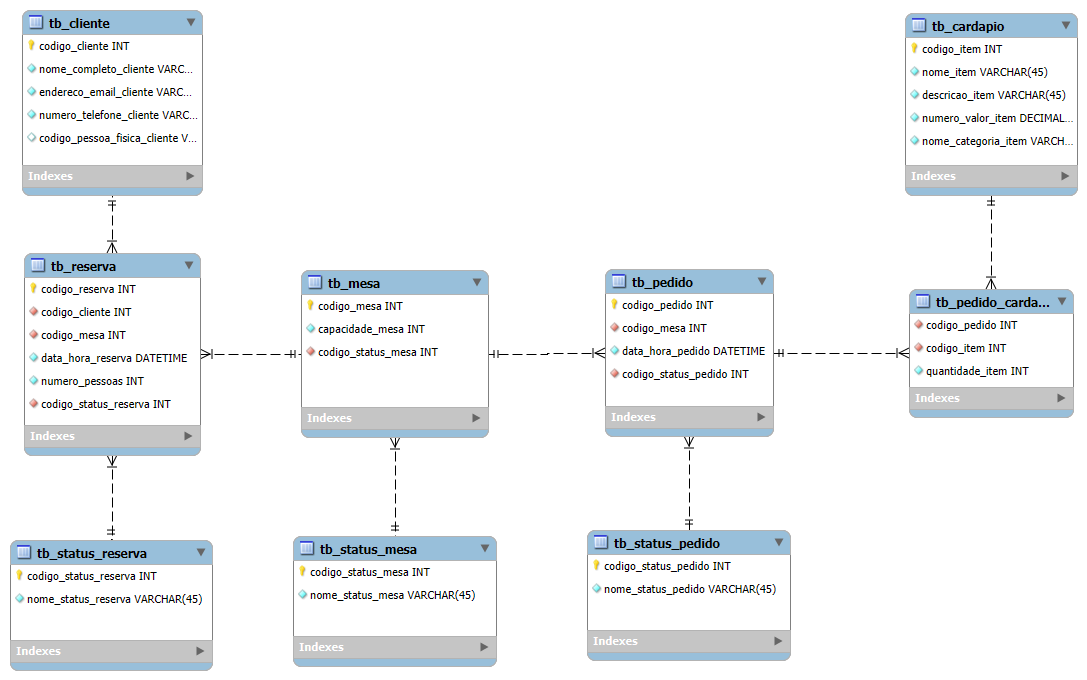 tb_cliente
codigo_cliente INT
nome_completo_cliente VARC...
endereco_email_cliente VARC...
numero_telefone_cliente VARC...
codigo_pessoa_fisica_cliente V...
Indexes
tb_cardapio
codigo_item INT
nome_item VARCHAR(45)
descricao_item VARCHAR(45)
numero_valor_item DECIMAL...
nome_categoria_item VARCH...
Indexes
tb_reserva
codigo_reserva INT
codigo_cliente INT
codigo_mesa INT
data_hora_reserva DATETIME
numero_pessoas INT
codigo_status_reserva INT
Indexes
tb_mesa
codigo_mesa INT
capacidade_mesa INT
codigo_status_mesa INT
Indexes
tb_pedido
codigo_pedido INT
codigo_mesa INT
data_hora_pedido DATETIME
codigo_status_pedido INT
Indexes
tb_pedido_carda...
codigo_pedido INT
codigo_item INT
quantidade_item INT
Indexes
tb_status_reserva
codigo_status_reserva INT
nome_status_reserva VARCHAR(45)
Indexes
tb_status_mesa
codigo_status_mesa INT
nome_status_mesa VARCHAR(45)
Indexes
tb_status_pedido
codigo_status_pedido INT
nome_status_pedido VARCHAR(45)
Indexes